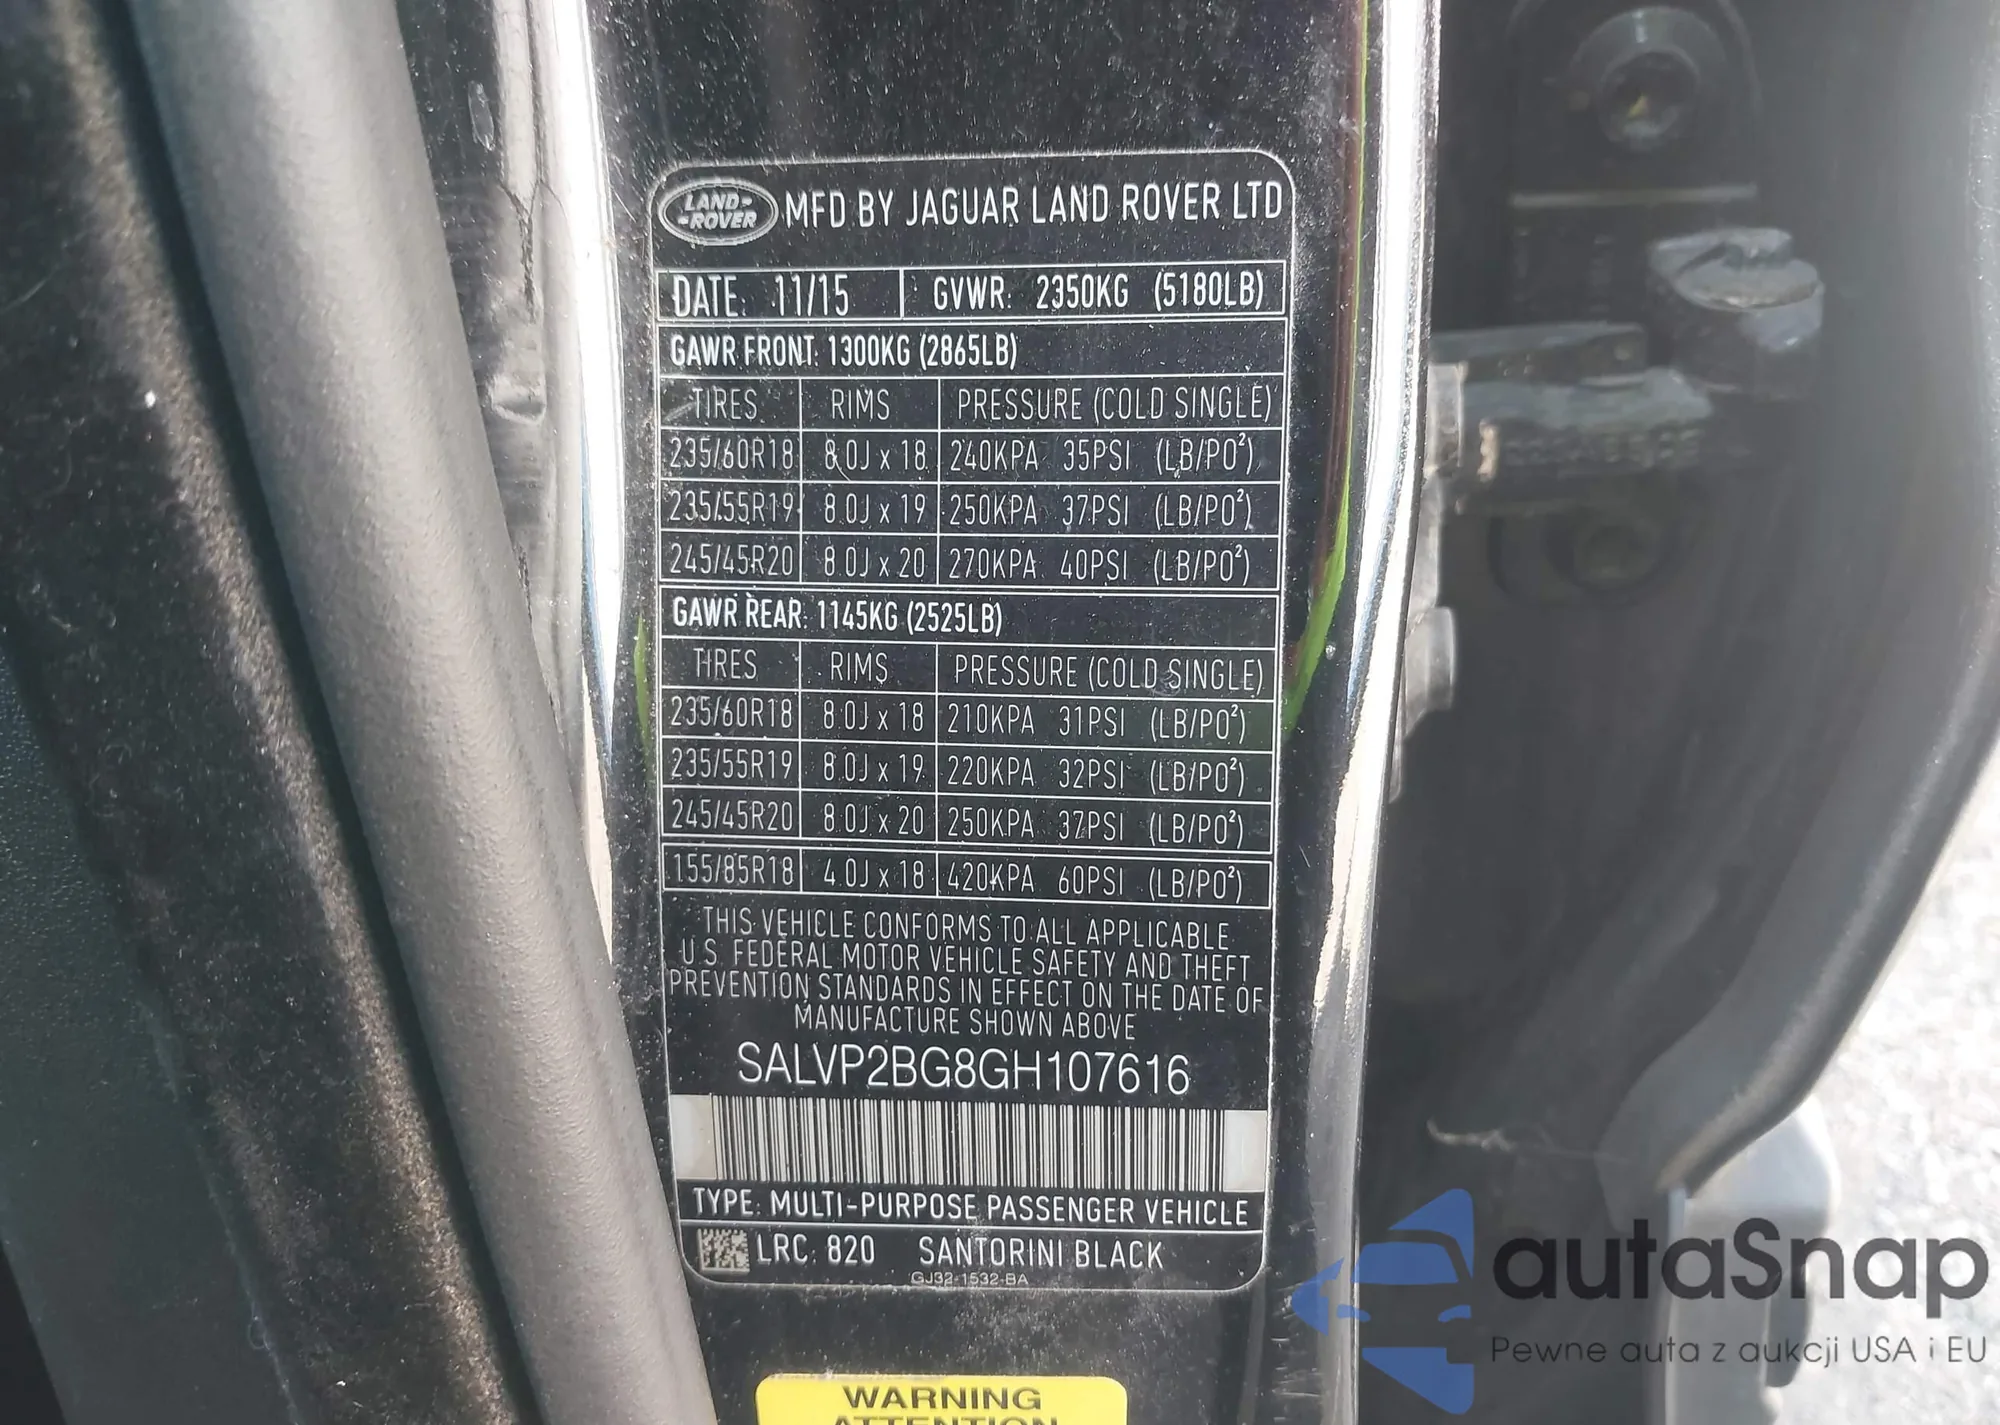 LAND-
-ROVER
MFD BY JAGUAR LAND ROVER LTD
DATE: 11/15 GVWR: 2350KG (5180LB)
GAWR FRONT: 1300KG (2865LB)
TIRES RIMS PRESSURE (COLD SINGLE)
235/60R18 8.0J x 18 240KPA 35PSI (LB/PO²)
235/55R19 8.0J x 19 250KPA 37PSI (LB/PO²)
245/45R20 8.0J x 20 270KPA 40PSI (LB/PO²)
GAWR REAR: 1145KG (2525LB)
TIRES RIMS PRESSURE (COLD SINGLE)
235/60R18 8.0J x 18 210KPA 31PSI (LB/PO²)
235/55R19 8.0J x 19 220KPA 32PSI (LB/PO²)
245/45R20 8.0J x 20 250KPA 37PSI (LB/PO²)
155/85R18 4.0J x 18 420KPA 60PSI (LB/PO²)
THIS VEHICLE CONFORMS TO ALL APPLICABLE
U.S. FEDERAL MOTOR VEHICLE SAFETY AND THEFT
PREVENTION STANDARDS IN EFFECT ON THE DATE OF
MANUFACTURE SHOWN ABOVE
SALVP2BG8GH107616
TYPE: MULTI-PURPOSE PASSENGER VEHICLE
LRC: 820 SANTORINI BLACK
GJ32-1532-BA
WARNING
ATTENTION
autaSnap
Pewne auta z aukcji USA i EU